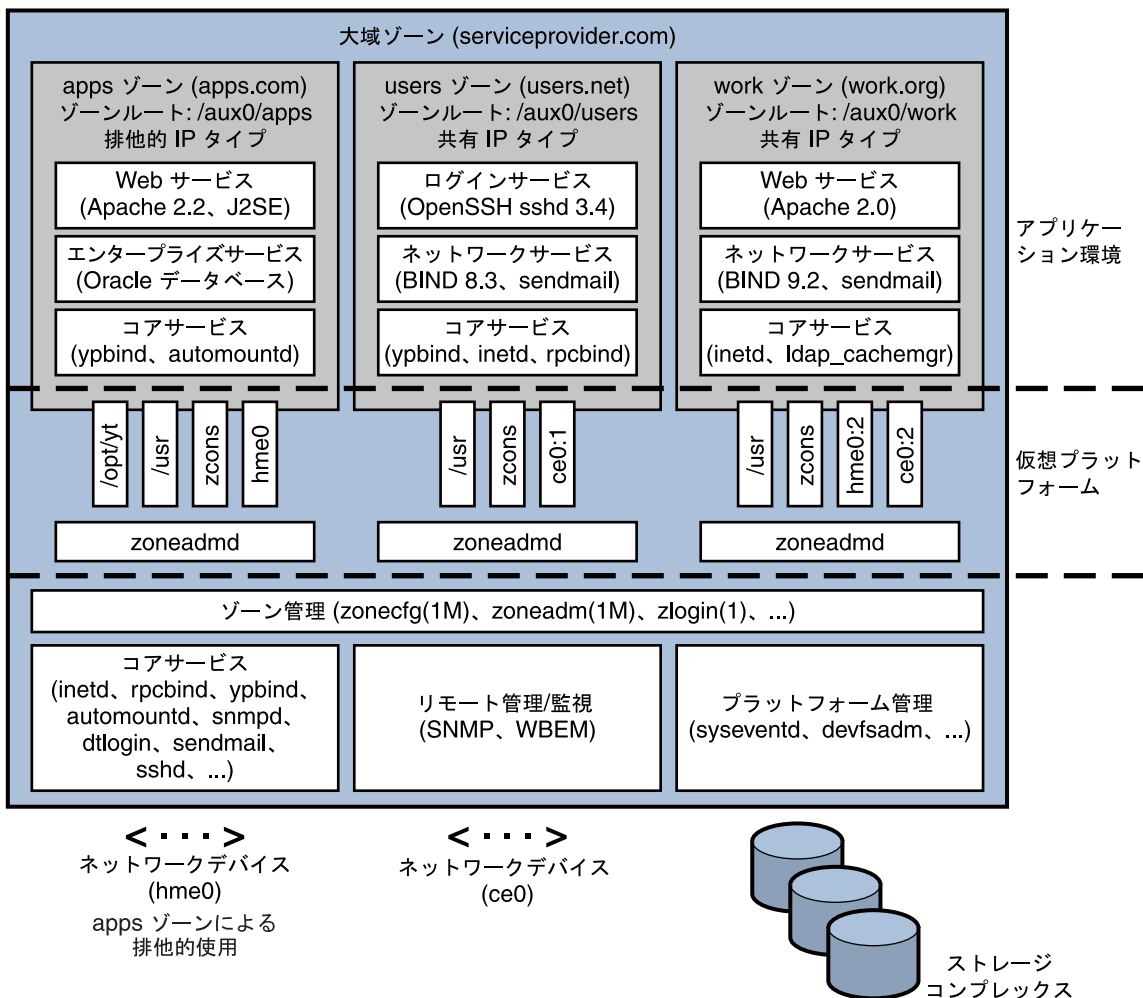 大域ゾーン (serviceprovider.com)
apps ゾーン (apps.com)
ゾーンルート: /aux0/apps
排他的 IP タイプ
Web サービス
(Apache 2.2、J2SE)
エンタープライズサービス
(Oracle データベース)
コアサービス
(ypbind、automountd)
users ゾーン (users.net)
ゾーンルート: /aux0/users
共有 IP タイプ
ログインサービス
(OpenSSH sshd 3.4)
ネットワークサービス
(BIND 8.3、sendmail)
コアサービス
(ypbind、inetd、rpcbind)
work ゾーン (work.org)
ゾーンルート: /aux0/work
共有 IP タイプ
Web サービス
(Apache 2.0)
ネットワークサービス
(BIND 9.2、sendmail)
コアサービス
(inetd、ldap_cachemgr)
アプリケー
ション環境
/opt/yt
/usr
zcons
hme0
/usr
zcons
ce0:1
/usr
zcons
hme0:2
ce0:2
仮想プラット
フォーム
zoneadmd
zoneadmd
zoneadmd
ゾーン管理 (zonecfg(1M)、zoneadm(1M)、zlogin(1)、...)
コアサービス
(inetd、rpcbind、ypbind、
automountd、snmpd、
dtlogin、sendmail、
sshd、...)
リモート管理/監視
(SNMP、WBEM)
プラットフォーム管理
(syseventd、devfsadm、...)
ネットワークデバイス
(hme0)
apps ゾーンによる
排他的使用
ネットワークデバイス
(ce0)
ストレージ
コンプレックス